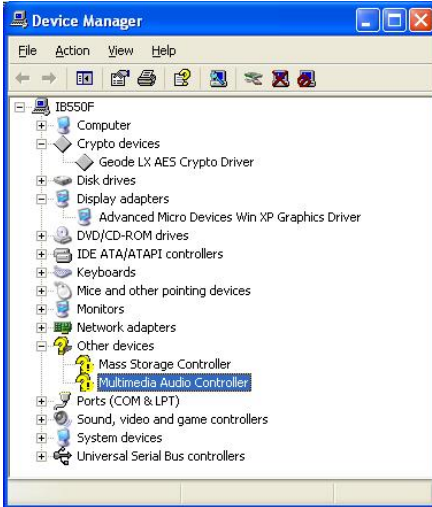 Device Manager
File Action View Help
IB550F
Computer
Crypto devices
Geode LX AES Crypto Driver
Disk drives
Display adapters
Advanced Micro Devices Win XP Graphics Driver
DVD/CD-ROM drives
IDE ATA/ATAPI controllers
Keyboards
Mice and other pointing devices
Monitors
Network adapters
Other devices
Mass Storage Controller
Multimedia Audio Controller
Ports (COM & LPT)
Sound, video and game controllers
System devices
Universal Serial Bus controllers